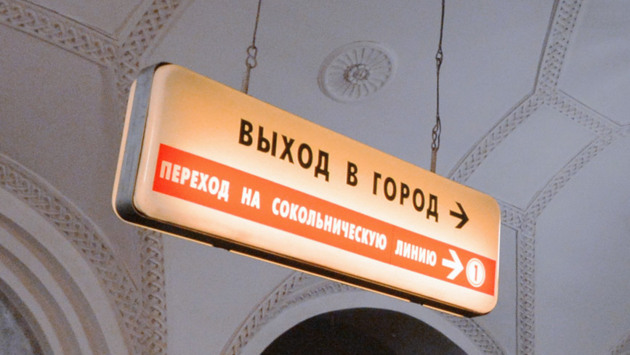 ВЫХОД В ГОРОД →
ПЕРЕХОД НА СОКОЛЬНИЧЕСКУЮ ЛИНИЮ → 1